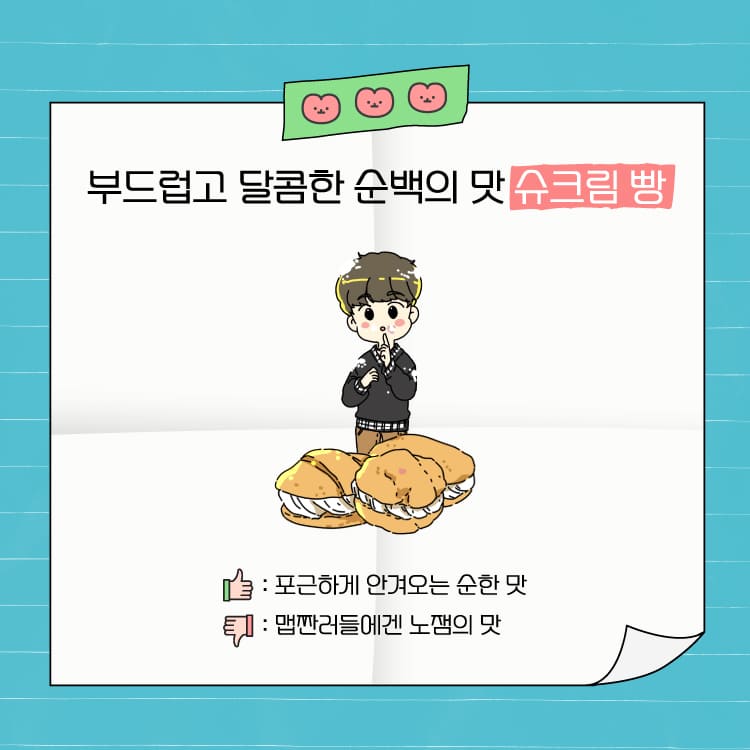 부드럽고 달콤한 순백의 맛 슈크림 빵
: 포근하게 안겨오는 순한 맛
: 맵짠러들에겐 노잼의 맛